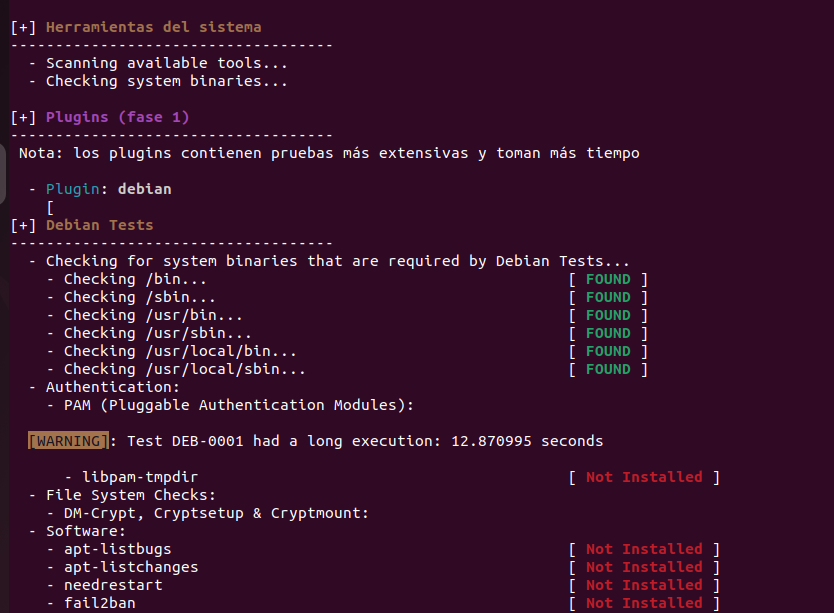 [+] Herramientas del sistema
------------------------------------
- Scanning available tools...
- Checking system binaries...
[+] Plugins (fase 1)
------------------------------------
Nota: los plugins contienen pruebas más extensivas y toman más tiempo
- Plugin: debian
[
[+] Debian Tests
------------------------------------
- Checking for system binaries that are required by Debian Tests...
- Checking /bin... [ FOUND ]
- Checking /sbin... [ FOUND ]
- Checking /usr/bin... [ FOUND ]
- Checking /usr/sbin... [ FOUND ]
- Checking /usr/local/bin... [ FOUND ]
- Checking /usr/local/sbin... [ FOUND ]
- Authentication:
- PAM (Pluggable Authentication Modules):
[WARNING]: Test DEB-0001 had a long execution: 12.870995 seconds
- libpam-tmpdir [ Not Installed ]
- File System Checks:
- DM-Crypt, Cryptsetup & Cryptmount:
- Software:
- apt-listbugs [ Not Installed ]
- apt-listchanges [ Not Installed ]
- needrestart [ Not Installed ]
- fail2ban [ Not Installed ]